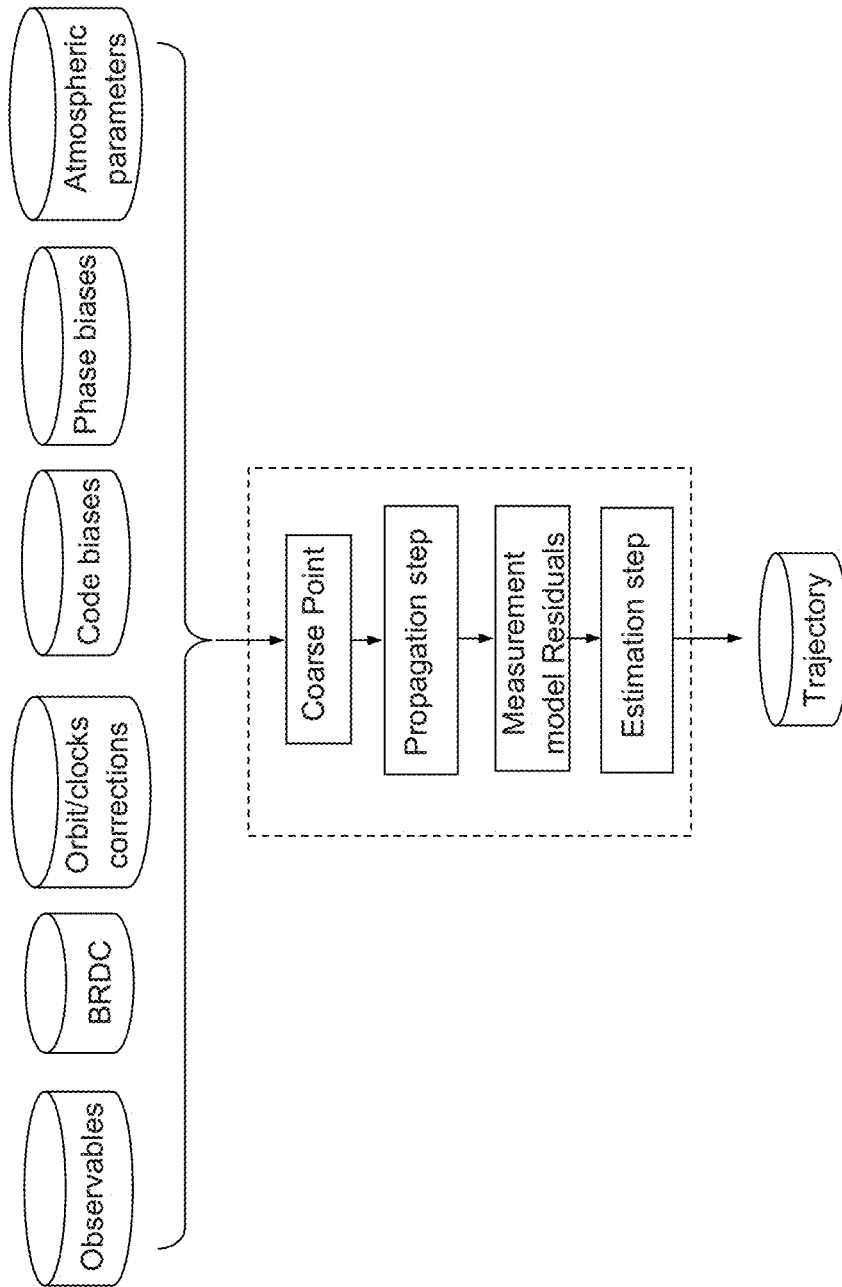 Observables
BRDC
Orbit/clocks
corrections
Code biases
Phase biases
Atmospheric
parameters
Coarse Point
Propagation step
Measurement
model Residuals
Estimation step
Trajectory